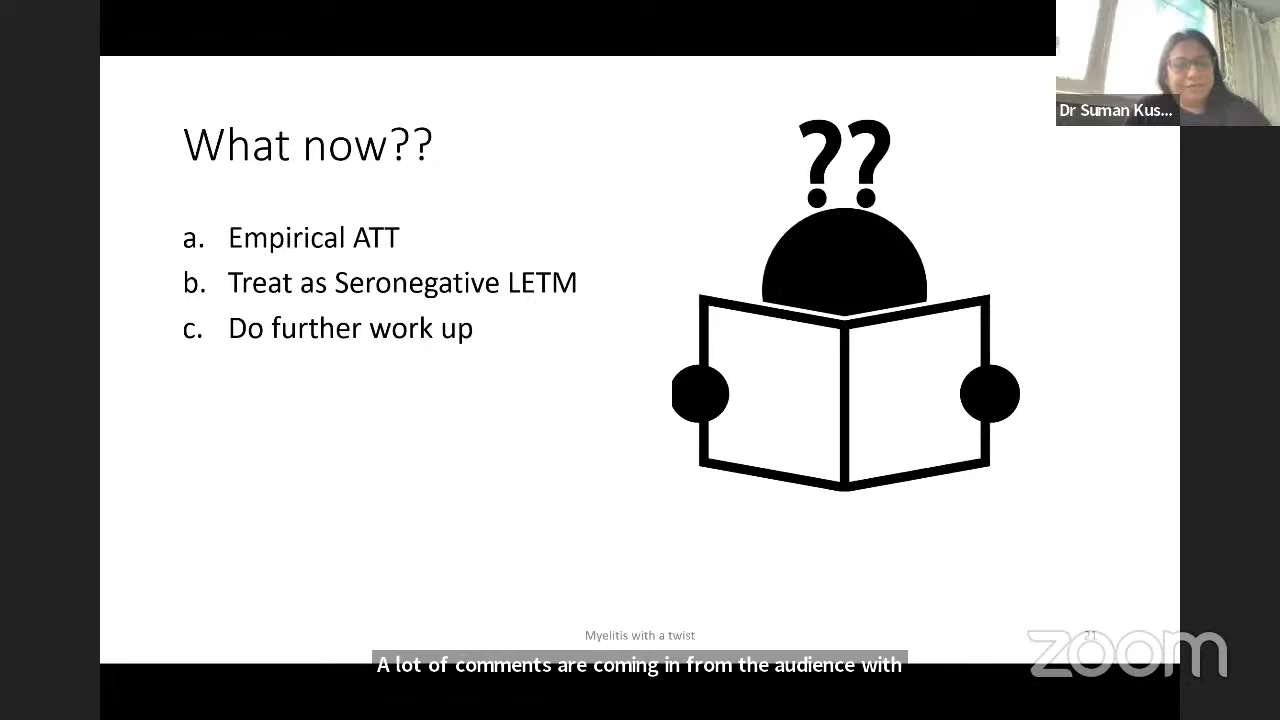 Dr Suman Kus...
What now??
??
a. Empirical ATT
b. Treat as Seronegative LETM
c. Do further work up
Myelitis with a twist
21
zoom
A lot of comments are coming in from the audience with